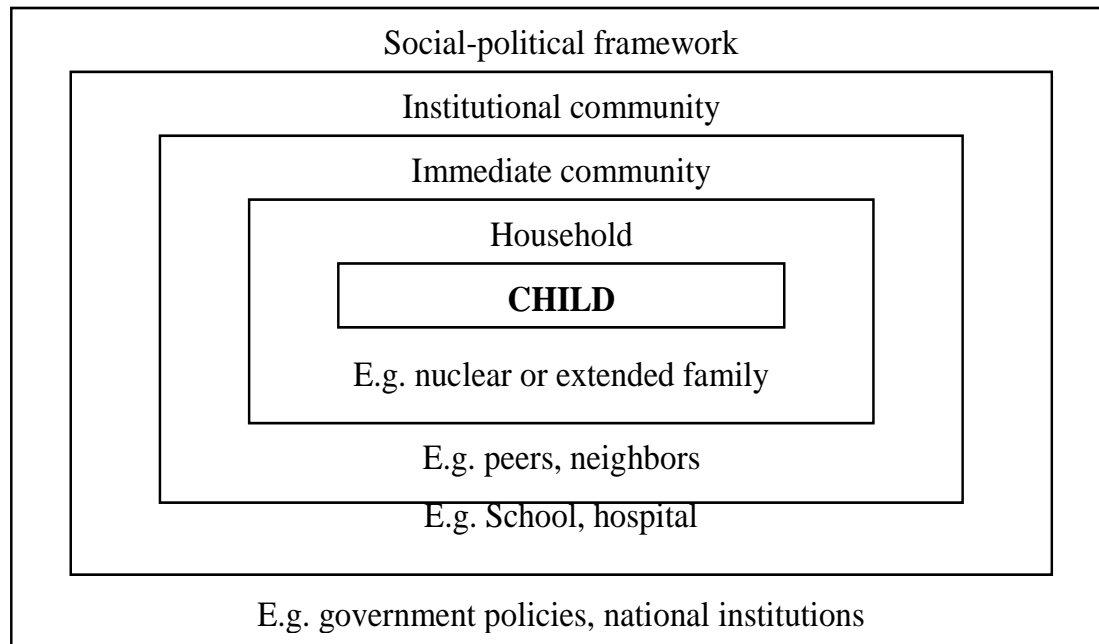 Social-political framework
Institutional community
Immediate community
Household
CHILD
E.g. nuclear or extended family
E.g. peers, neighbors
E.g. School, hospital
E.g. government policies, national institutions